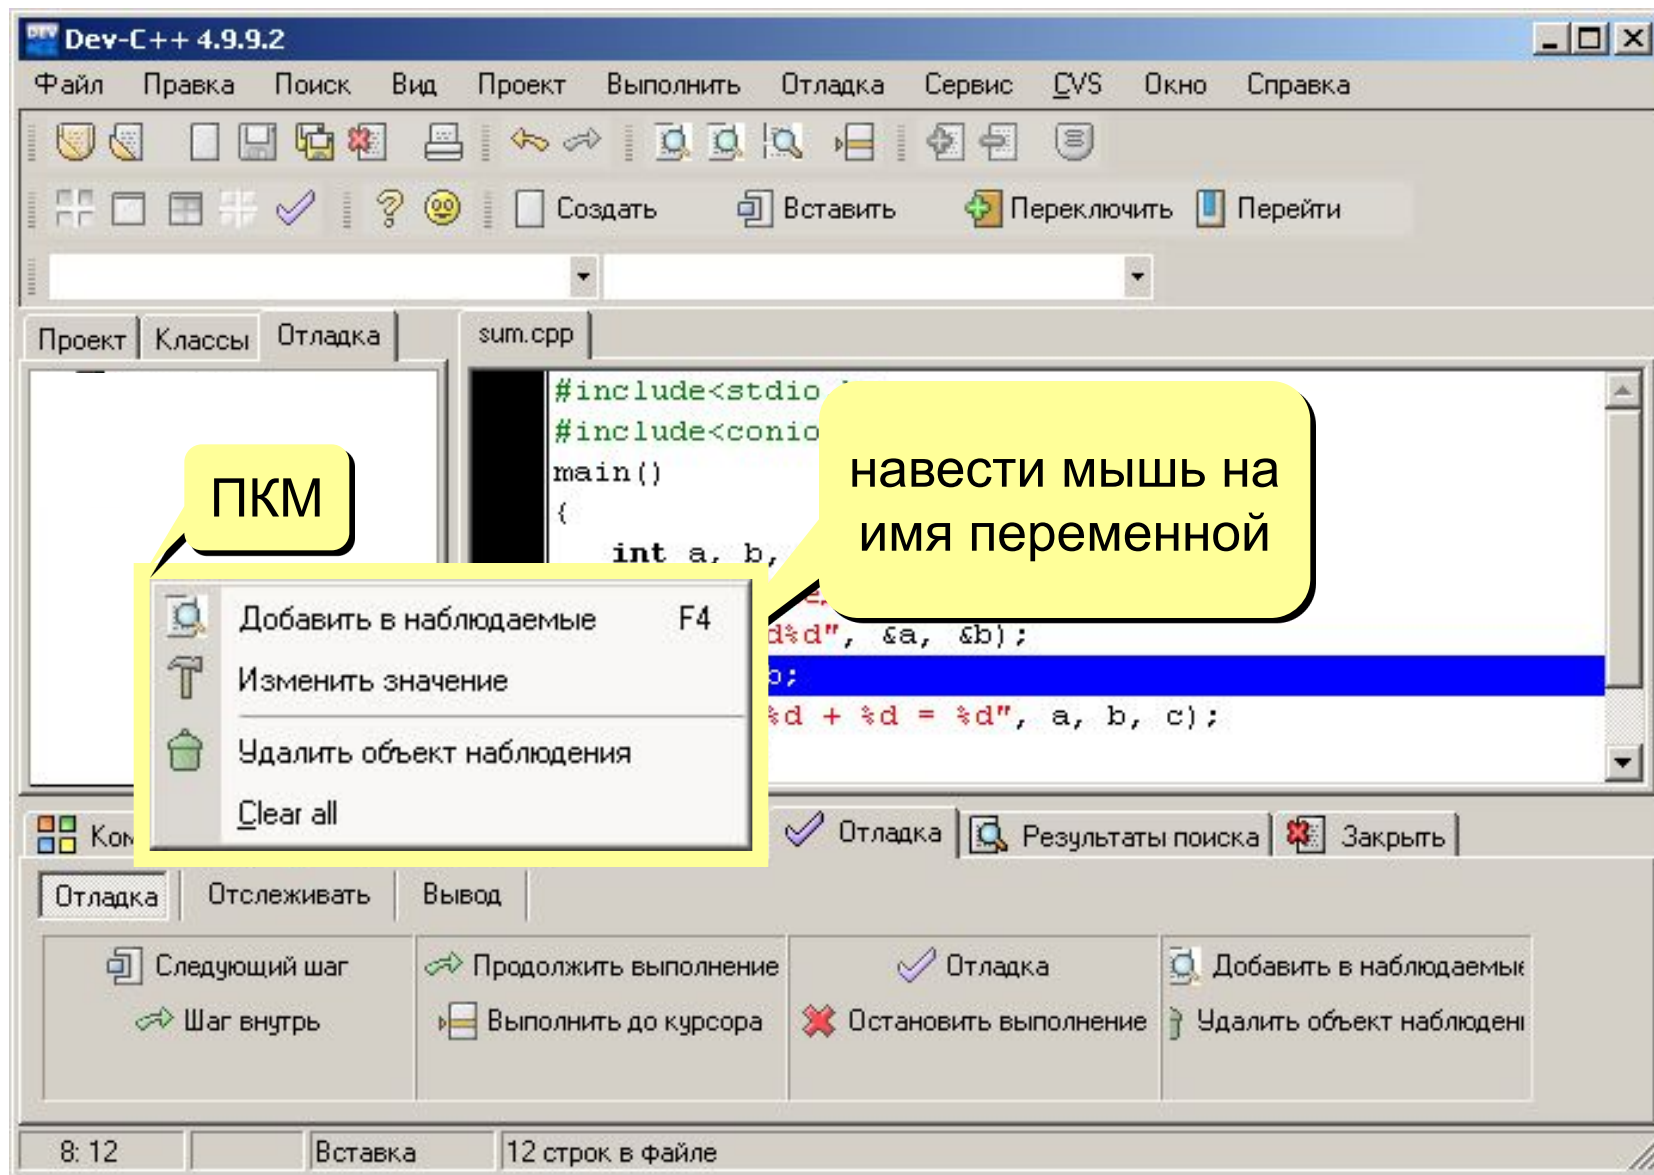 Dev-C++ 4.9.9.2
Файл Правка Поиск Вид Проект Выполнить Отладка Сервис CVS Окно Справка
Создать Вставить Переключить Перейти
Проект Классы Отладка sum.cpp
#include<stdio
#include<conio
main()
{
int a, b,
d%d", &a, &b);
b;
%d + %d = %d", a, b, c);
ПКМ
навести мышь на
имя переменной
Добавить в наблюдаемые F4
Изменить значение
Удалить объект наблюдения
Clear all
Ком Отладка Результаты поиска Закрыть
Отладка Отслеживать Вывод
Следующий шаг Продолжить выполнение Отладка Добавить в наблюдаемые
Шаг внутрь Выполнить до курсора Остановить выполнение Удалить объект наблюден
8: 12 Вставка 12 строк в файле